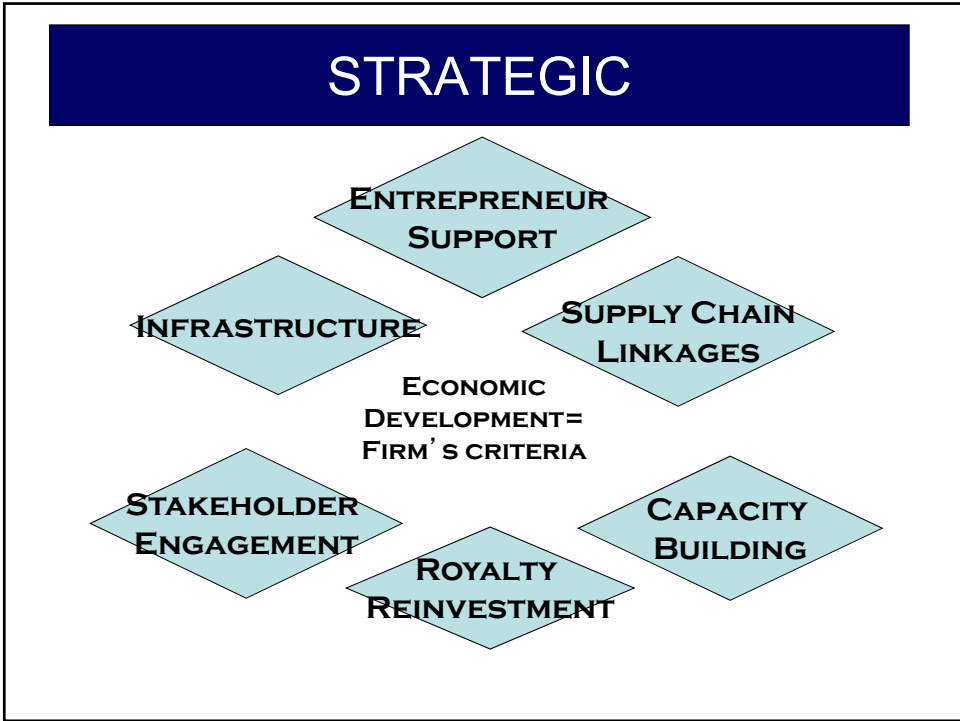 STRATEGIC
ENTREPRENEUR
SUPPORT
INFRASTRUCTURE
SUPPLY CHAIN
LINKAGES
ECONOMIC
DEVELOPMENT=
FIRM’S CRITERIA
STAKEHOLDER
ENGAGEMENT
CAPACITY
BUILDING
ROYALTY
REINVESTMENT